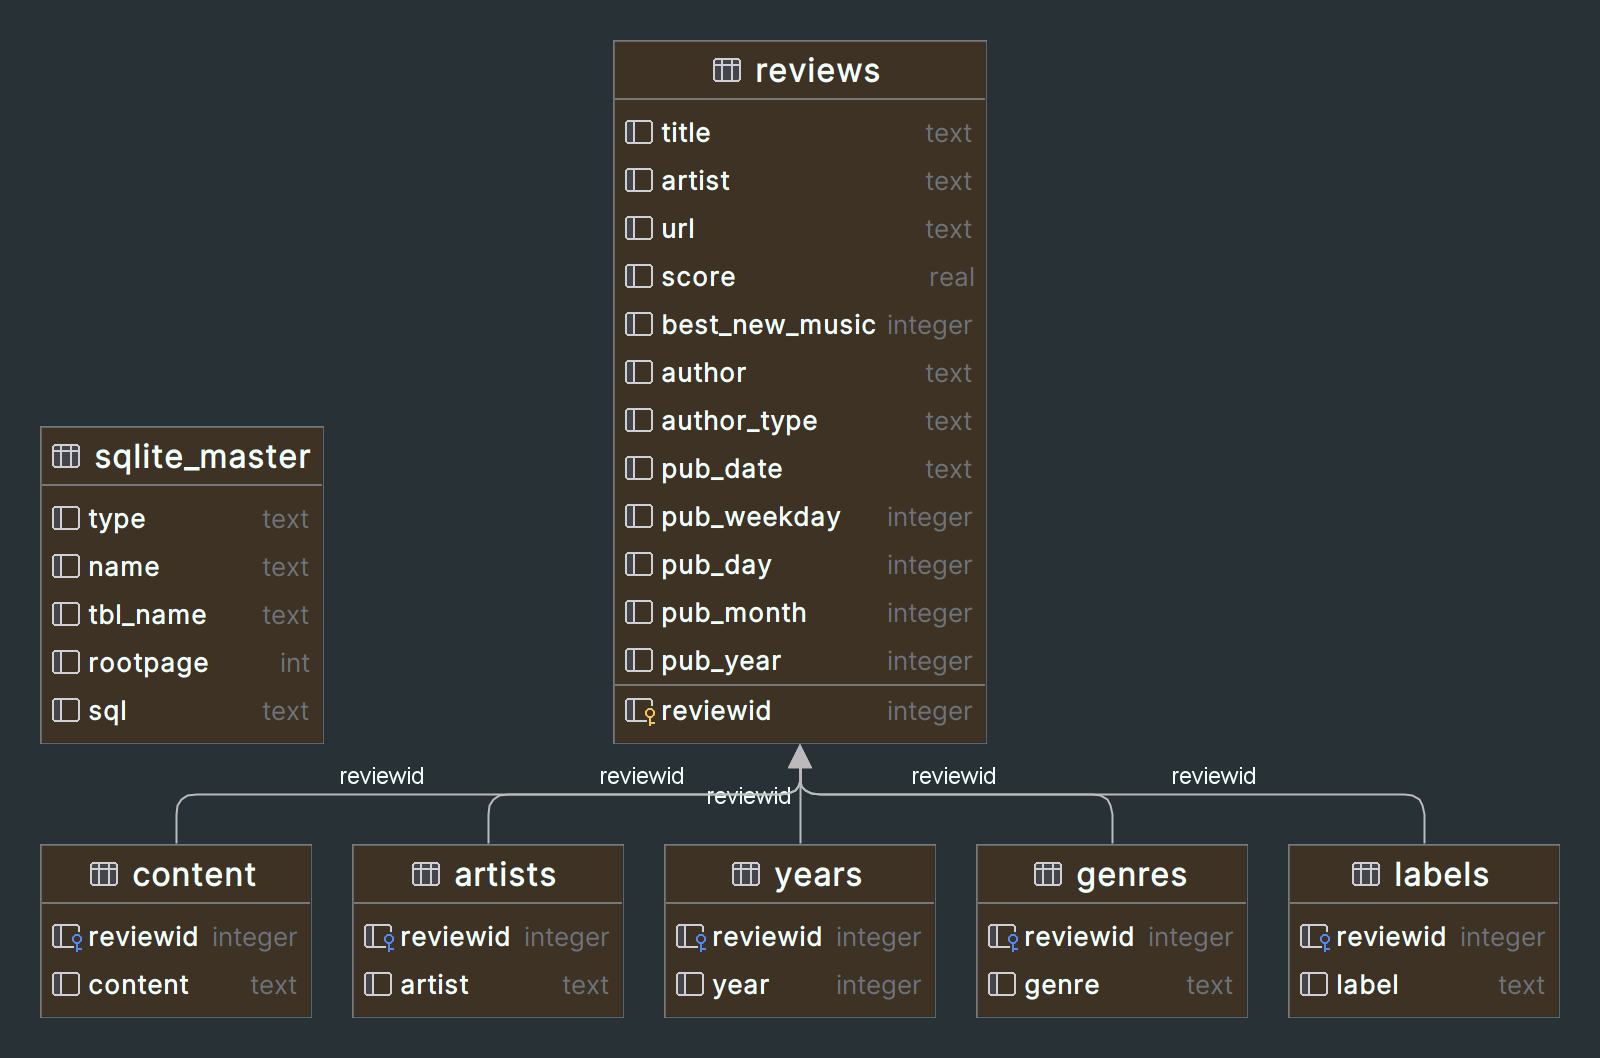 reviews
title text
artist text
url text
score real
best_new_music integer
author text
author_type text
pub_date text
pub_weekday integer
pub_day integer
pub_month integer
pub_year integer
reviewid integer
sqlite_master
type text
name text
tbl_name text
rootpage int
sql text
reviewid
reviewid
reviewid
reviewid
reviewid
content
reviewid integer
content text
artists
reviewid integer
artist text
years
reviewid integer
year integer
genres
reviewid integer
genre text
labels
reviewid integer
label text